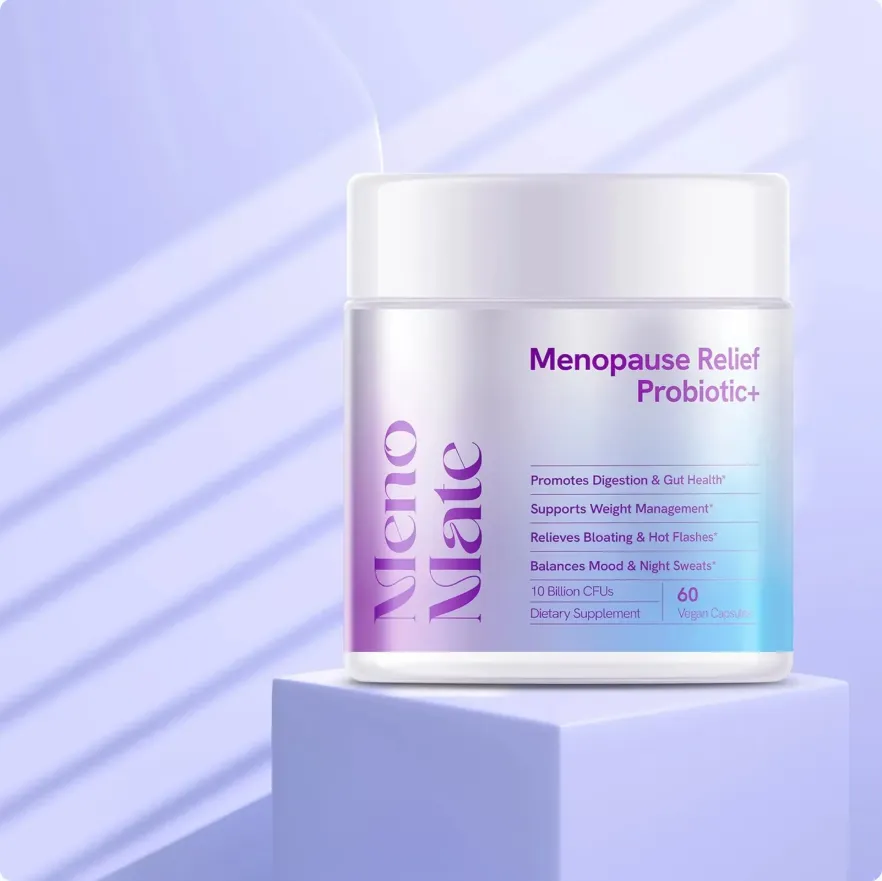 Meno
Mate
Menopause Relief
Probiotic+
Promotes Digestion & Gut Health*
Supports Weight Management*
Relieves Bloating & Hot Flashes*
Balances Mood & Night Sweats*
10 Billion CFUs
Dietary Supplement
60
Vegan Capsules